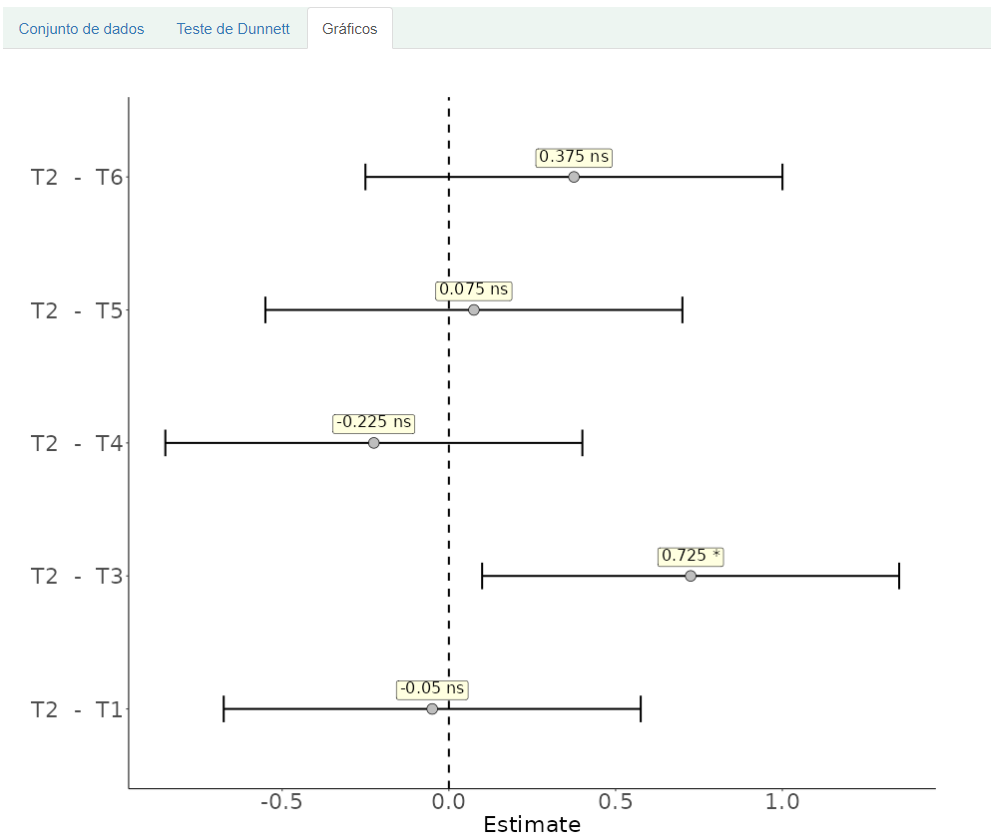 Conjunto de dados Teste de Dunnett Gráficos
T2 - T6 0.375 ns
T2 - T5 0.075 ns
T2 - T4 -0.225 ns
T2 - T3 0.725 *
T2 - T1 -0.05 ns
-0.5 0.0 0.5 1.0
Estimate